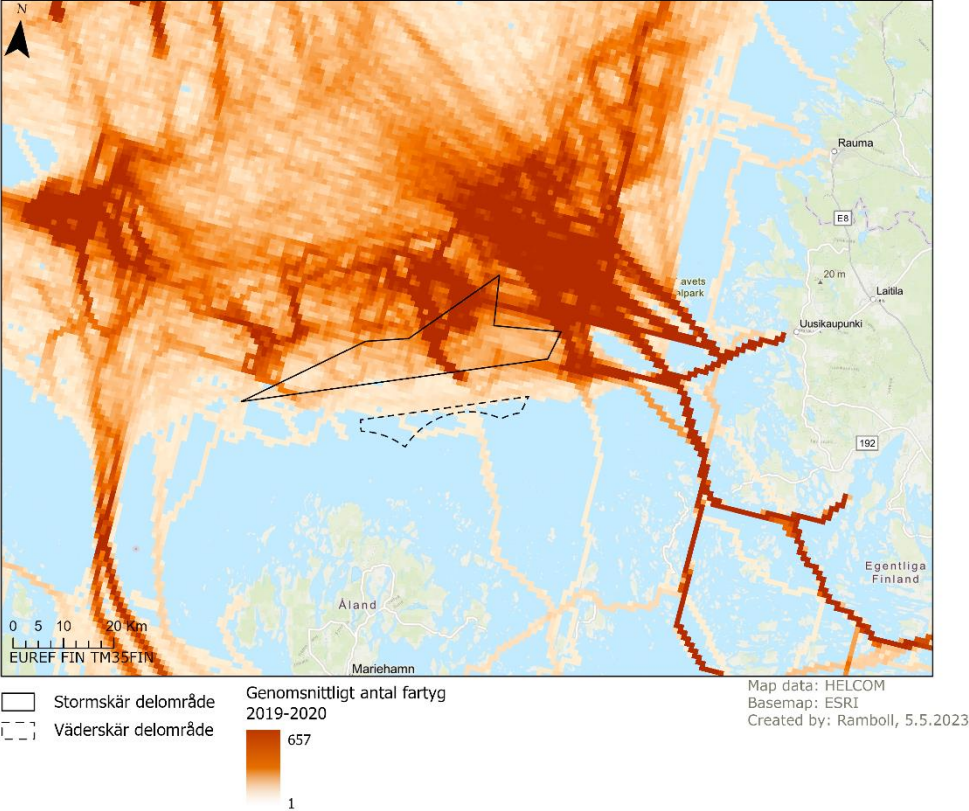 N
Rauma
E8
20 m
avets
alpark
Laitila
Uusikaupunki
192
Egentliga
Finland
Åland
Mariehamn
0 5 10 20 Km
EUREF FIN TM35FIN
Stormskär delområde
Väderskär delområde
Genomsnittligt antal fartyg
2019-2020
657
1
Map data: HELCOM
Basemap: ESRI
Created by: Ramboll, 5.5.2023